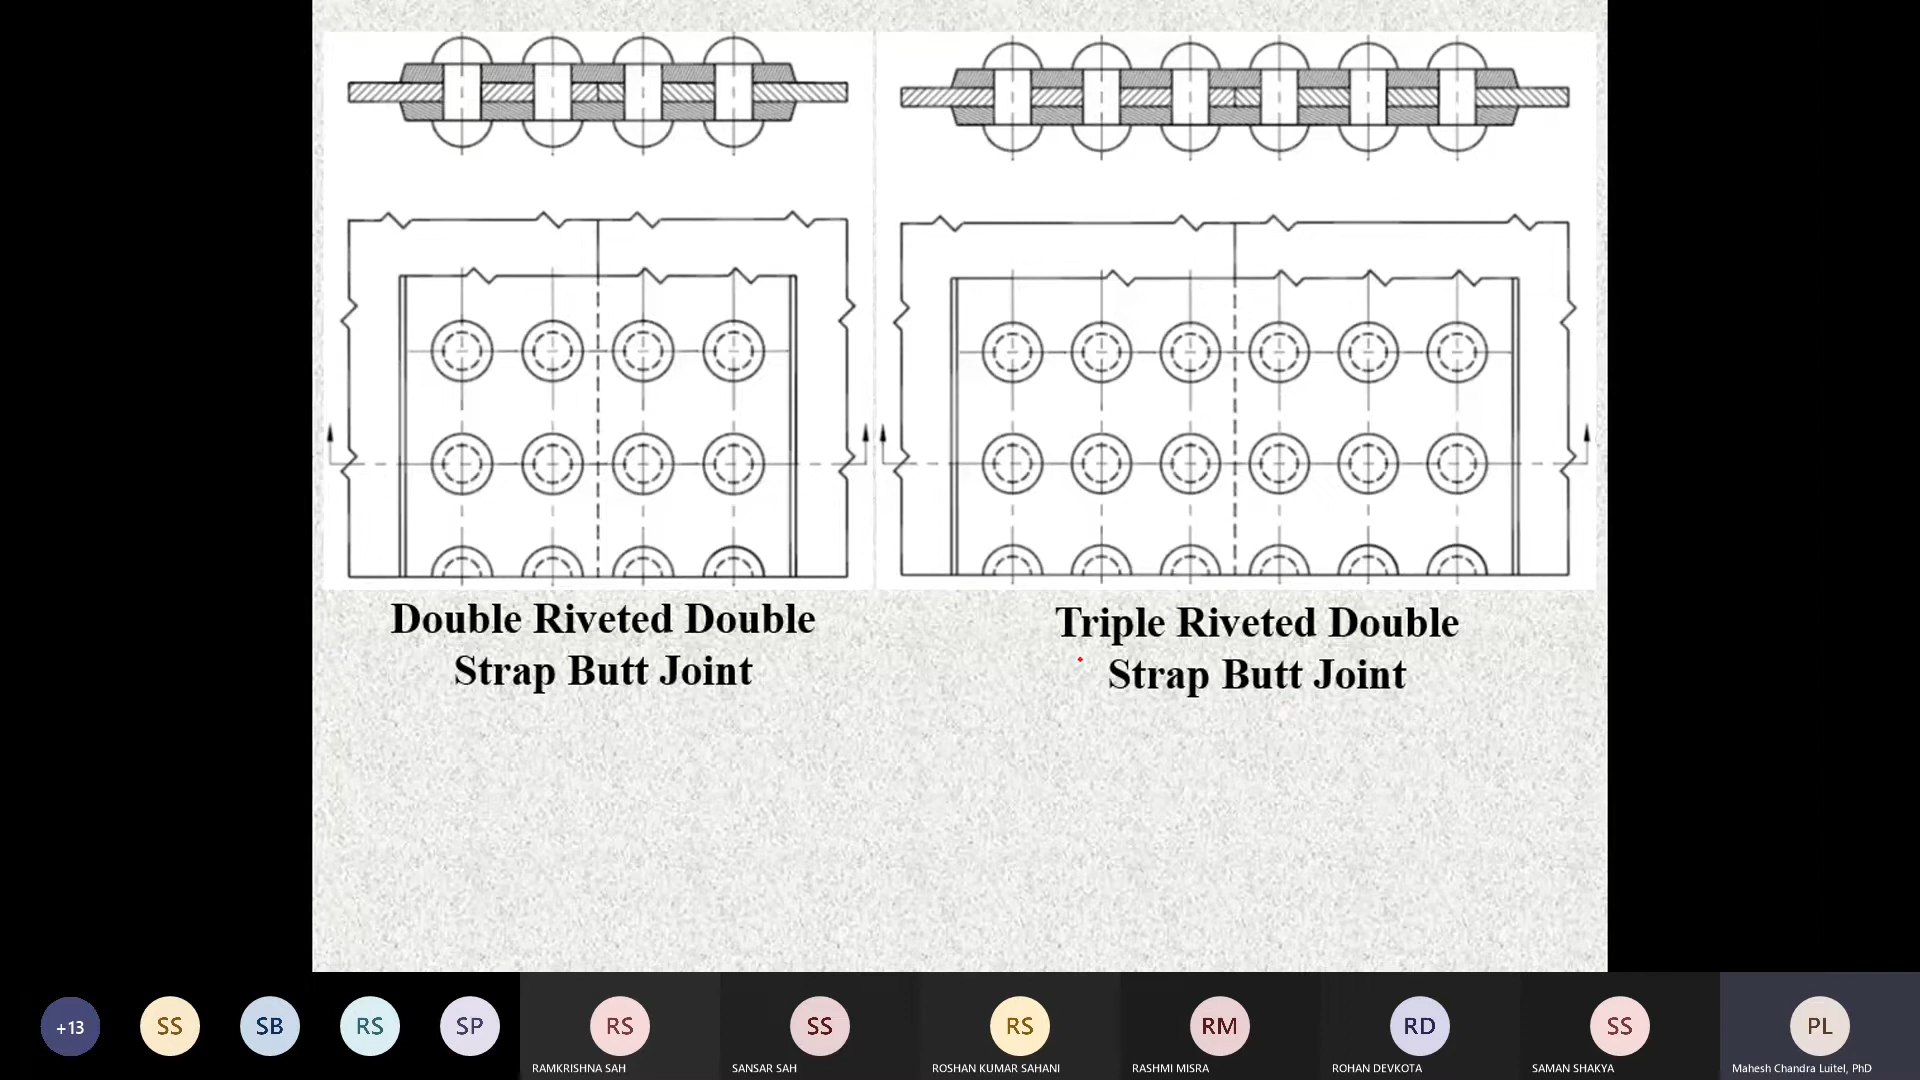 Double Riveted Double
Strap Butt Joint
Triple Riveted Double
Strap Butt Joint
+13
SS
SB
RS
SP
RS
RAMKRISHNA SAH
SS
SANSAR SAH
RS
ROSHAN KUMAR SAHANI
RM
RASHMI MISRA
RD
ROHAN DEVKOTA
SS
SAMAN SHAKYA
PL
Mahesh Chandra Luitel, PhD